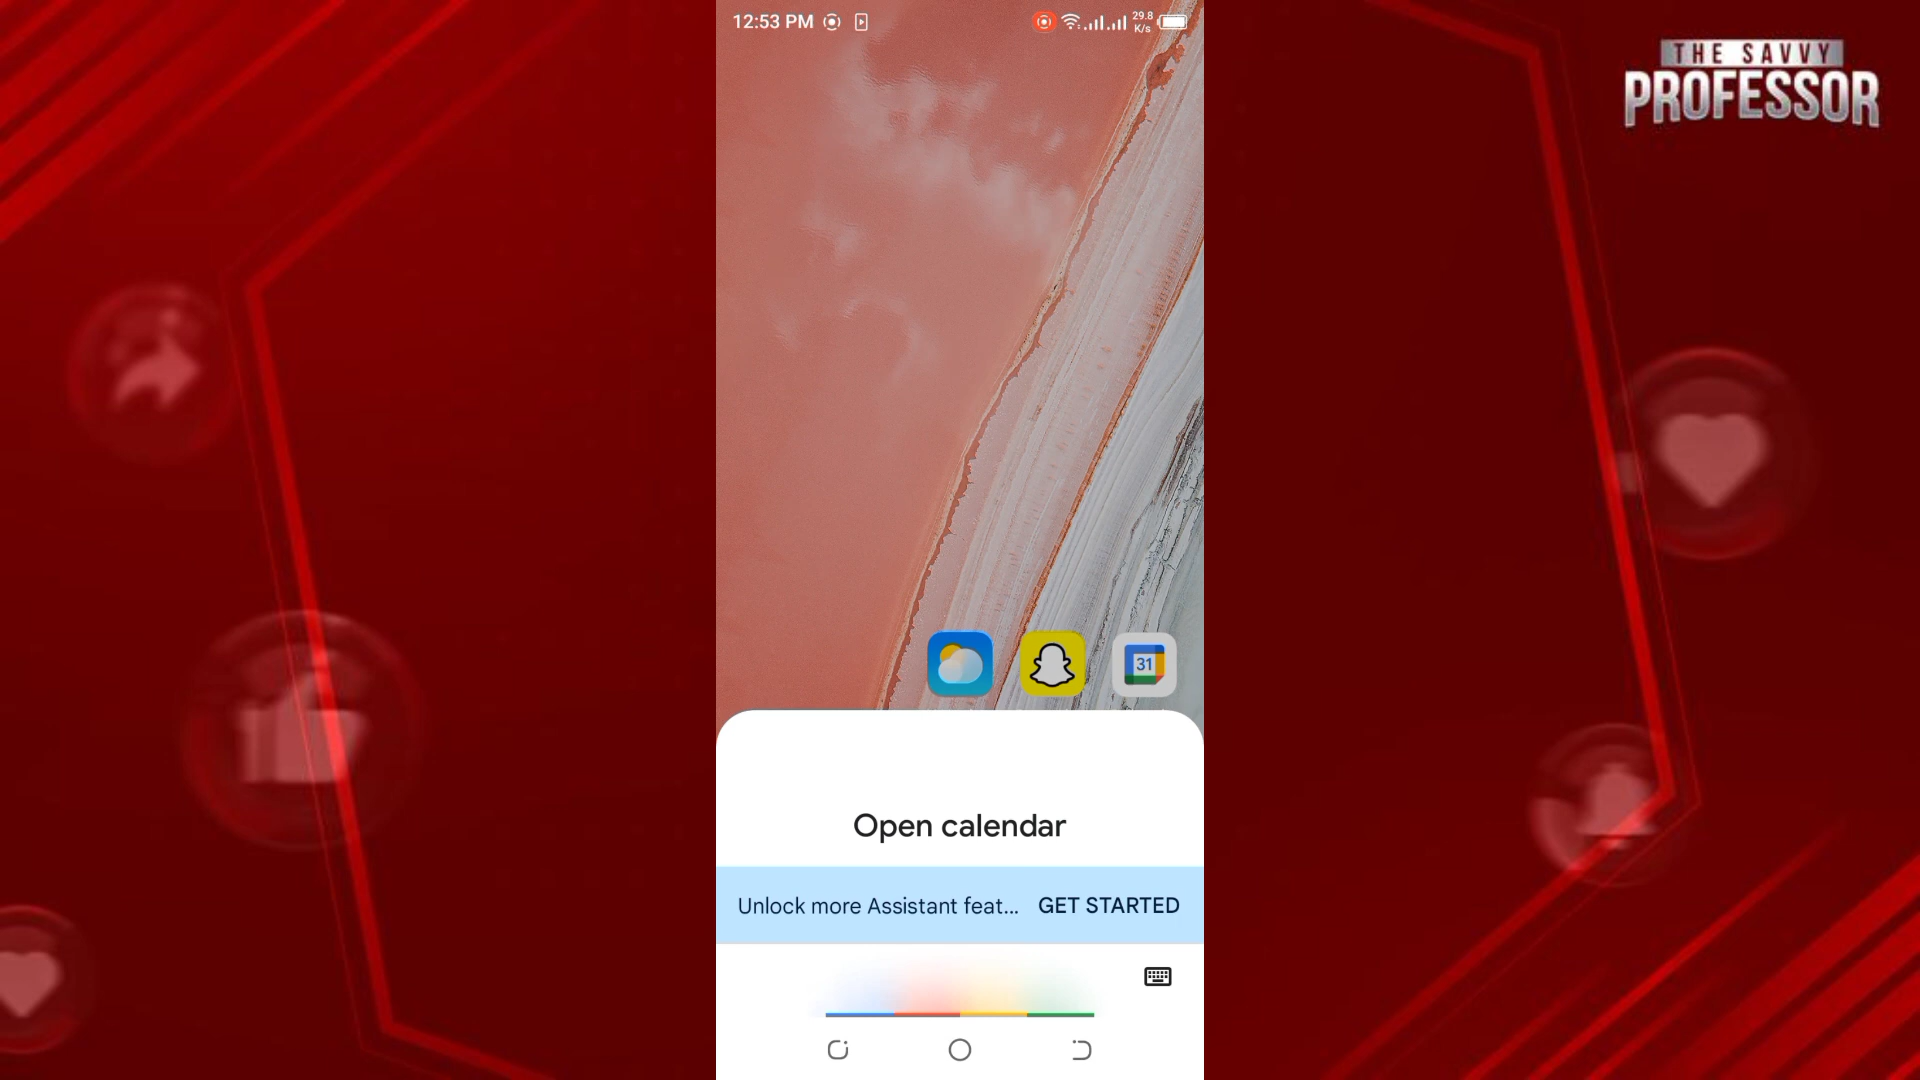 12:53 PM
29.8
K/s
THE SAVVY
PROFESSOR
31
Open calendar
Unlock more Assistant feat...
GET STARTED